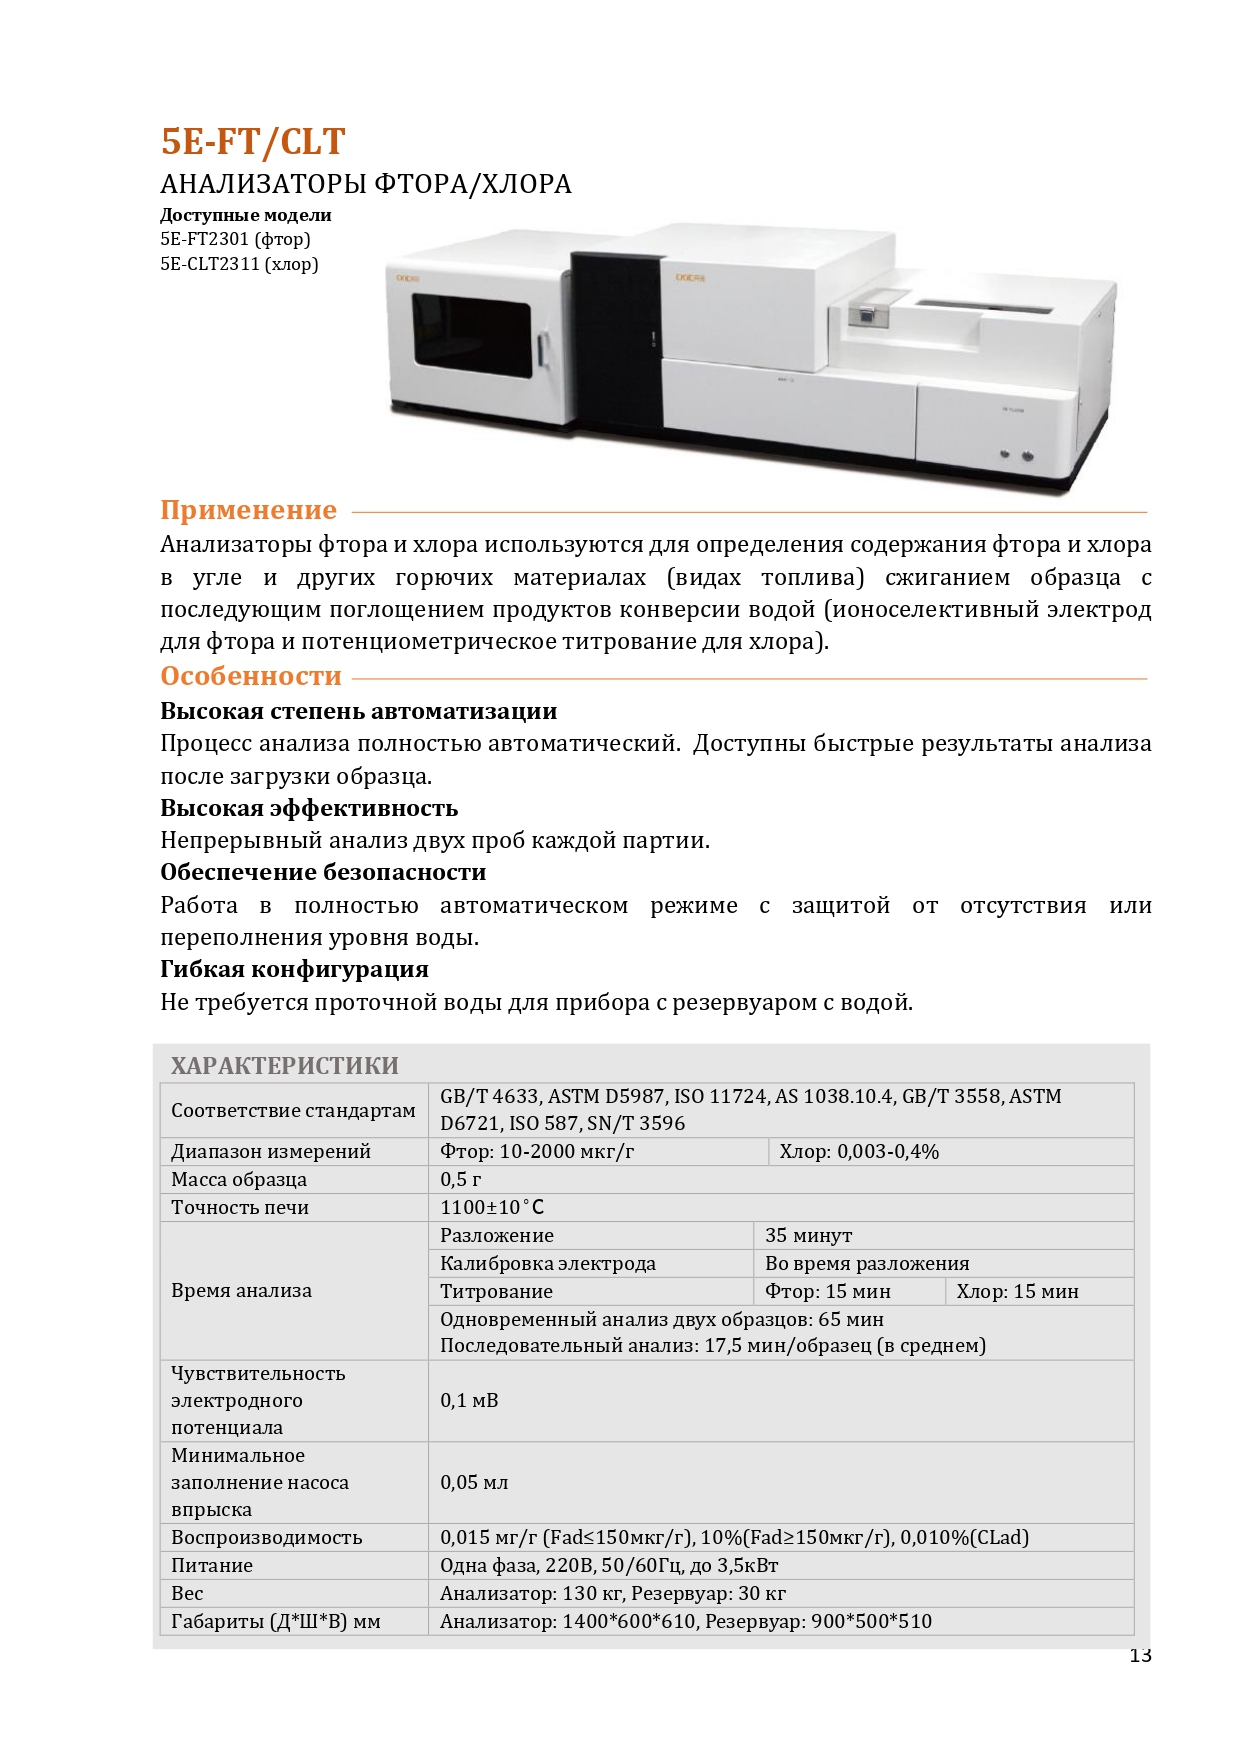 5E-FT/CLT
АНАЛИЗАТОРЫ ФТОРА/ХЛОРА
Доступные модели
5E-FT2301 (фтор)
5E-CLT2311 (хлор)
Применение
Анализаторы фтора и хлора используются для определения содержания фтора и хлора
в угле и других горючих материалах (видах топлива) сжиганием образца с
последующим поглощением продуктов конверсии водой (ионоселективный электрод
для фтора и потенциометрическое титрование для хлора).
Особенности
Высокая степень автоматизации
Процесс анализа полностью автоматический. Доступны быстрые результаты анализа
после загрузки образца.
Высокая эффективность
Непрерывный анализ двух проб каждой партии.
Обеспечение безопасности
Работа в полностью автоматическом режиме с защитой от отсутствия или
переполнения уровня воды.
Гибкая конфигурация
Не требуется проточной воды для прибора с резервуаром с водой.
ХАРАКТЕРИСТИКИ
Соответствие стандартам
GB/T 4633, ASTM D5987, ISO 11724, AS 1038.10.4, GB/T 3558, ASTM
D6721, ISO 587, SN/T 3596
Диапазон измерений Фтор: 10-2000 мкг/г Хлор: 0,003-0,4%
Масса образца 0,5 г
Точность печи 1100±10˚C
Время анализа
Разложение 35 минут
Калибровка электрода Во время разложения
Титрование Фтор: 15 мин Хлор: 15 мин
Одновременный анализ двух образцов: 65 мин
Последовательный анализ: 17,5 мин/образец (в среднем)
Чувствительность
электродного
потенциала
0,1 мВ
Минимальное
заполнение насоса
впрыска
0,05 мл
Воспроизводимость 0,015 мг/г (Fad≤150мкг/г), 10%(Fad≥150мкг/г), 0,010%(CLad)
Питание Одна фаза, 220В, 50/60Гц, до 3,5кВт
Вес Анализатор: 130 кг, Резервуар: 30 кг
Габариты (Д*Ш*В) мм Анализатор: 1400*600*610, Резервуар: 900*500*510
13